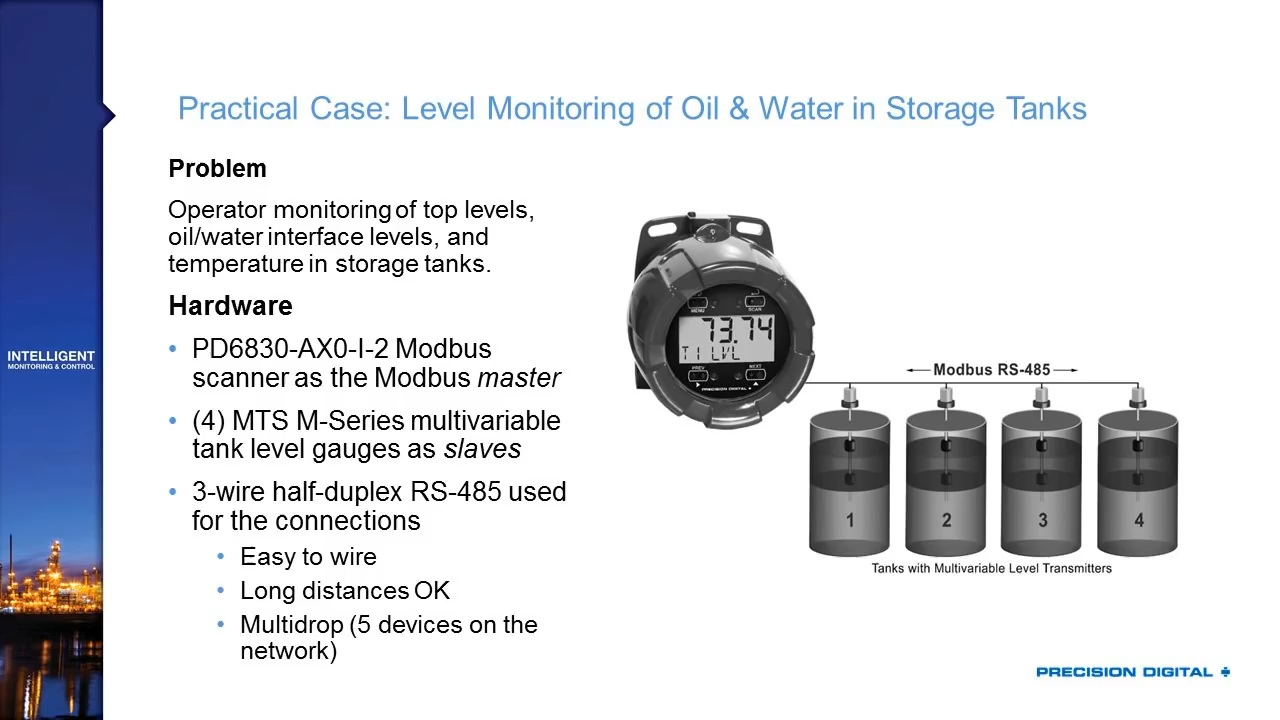 Practical Case: Level Monitoring of Oil & Water in Storage Tanks
Problem
Operator monitoring of top levels,
oil/water interface levels, and
temperature in storage tanks.
Hardware
• PD6830-AX0-I-2 Modbus
scanner as the Modbus master
• (4) MTS M-Series multivariable
tank level gauges as slaves
• 3-wire half-duplex RS-485 used
for the connections
• Easy to wire
• Long distances OK
• Multidrop (5 devices on the
network)
INTELLIGENT
MONITORING & CONTROL
MENU
SCAN
73.74
T1 LVL
PREV
NEXT
PRECISION DIGITAL
Modbus RS-485
1
2
3
4
Tanks with Multivariable Level Transmitters
PRECISION DIGITAL